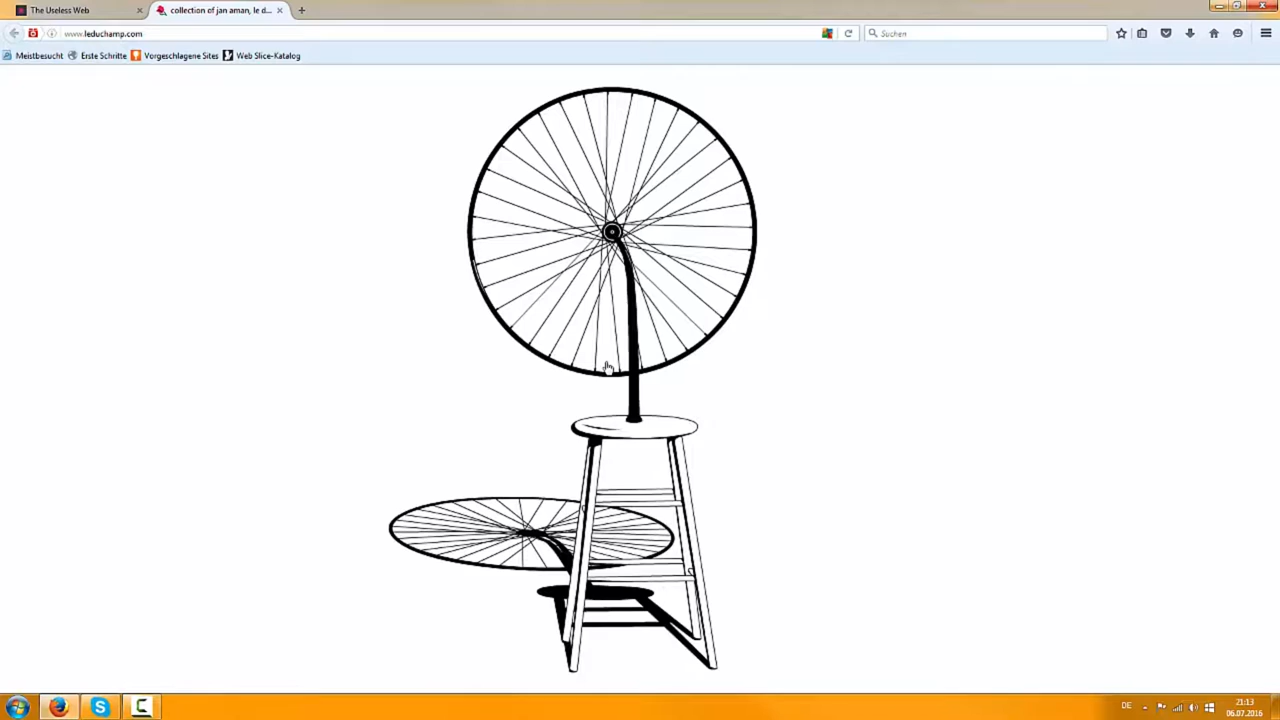 The Useless Web
collection of jan aman, le d...
www.leduchamp.com
Suchen
Meistbesucht Erste Schritte Vorgeschlagene Sites Web Slice-Katalog
DE 21:13
06.07.2016